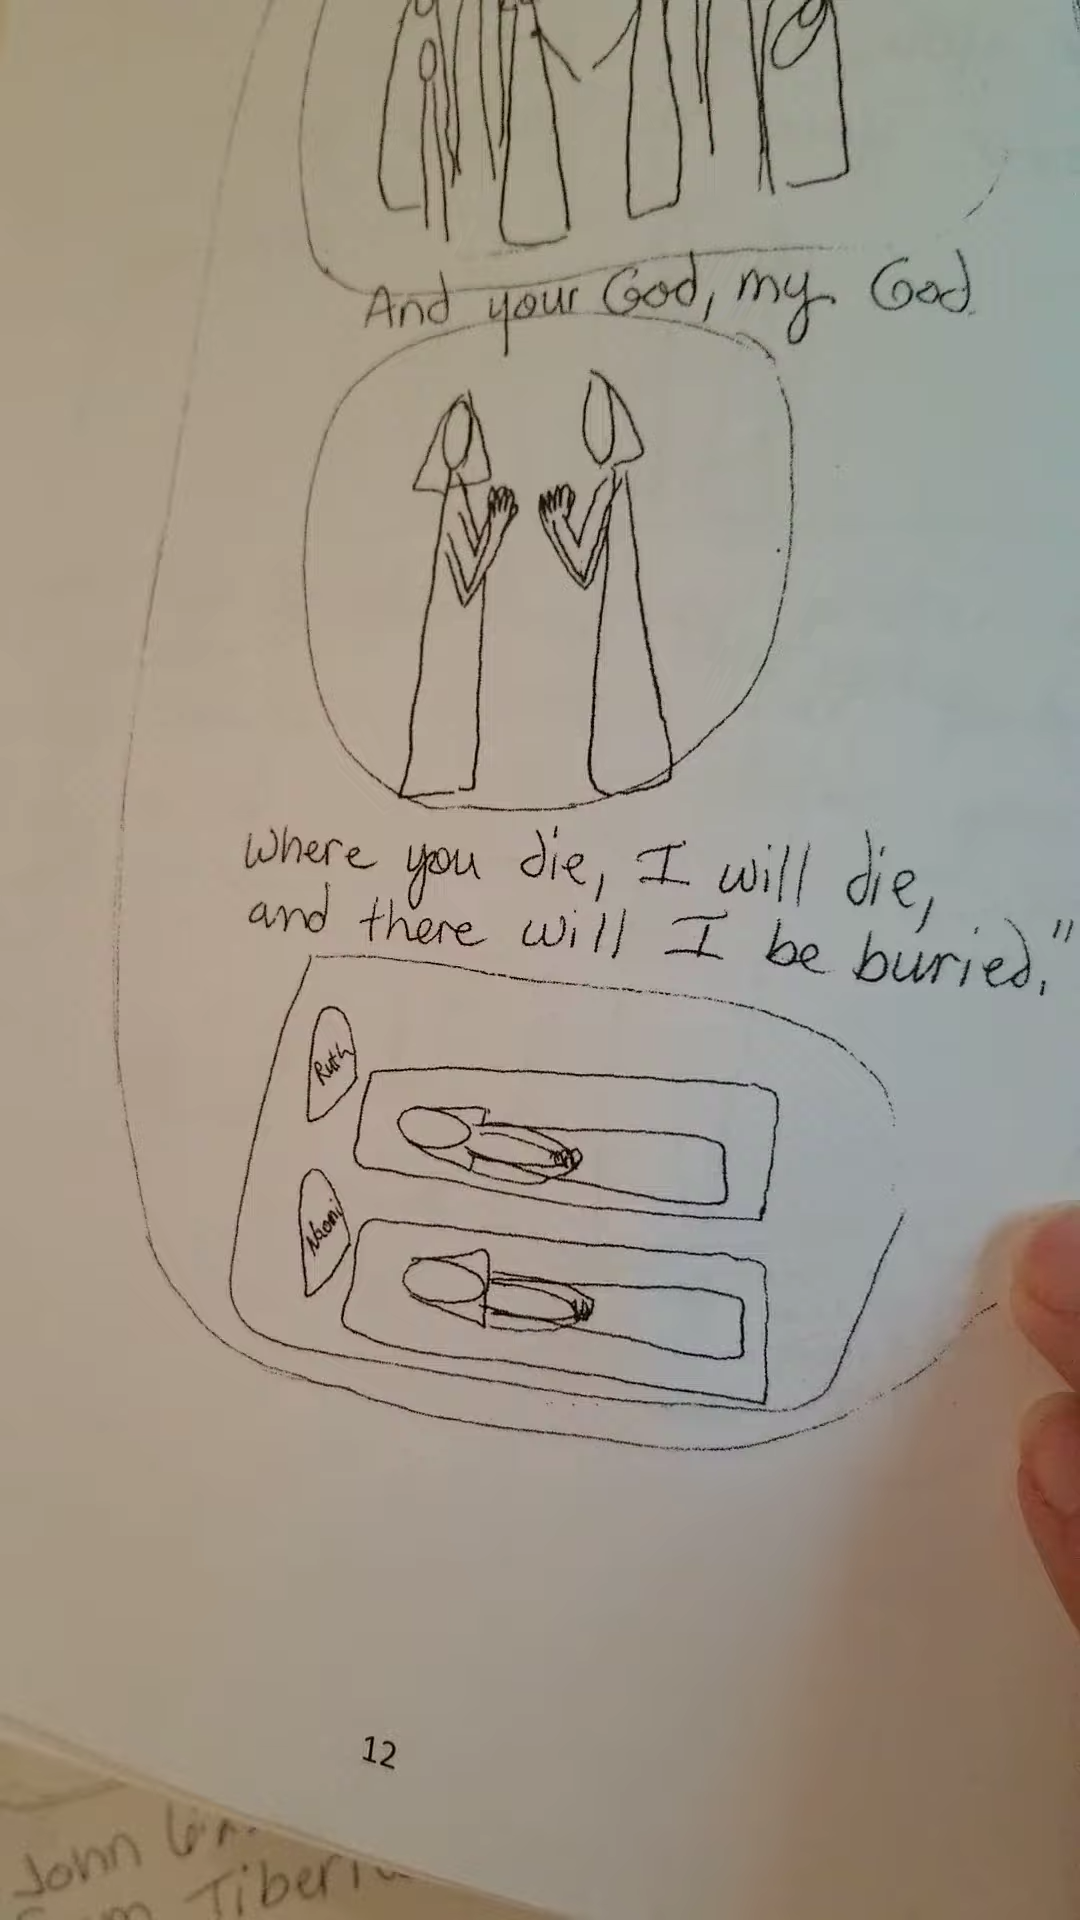 And your God, my God.
Where you die, I will die,
and there will I be buried."
Ruth
Naomi
12
John
Tiberi